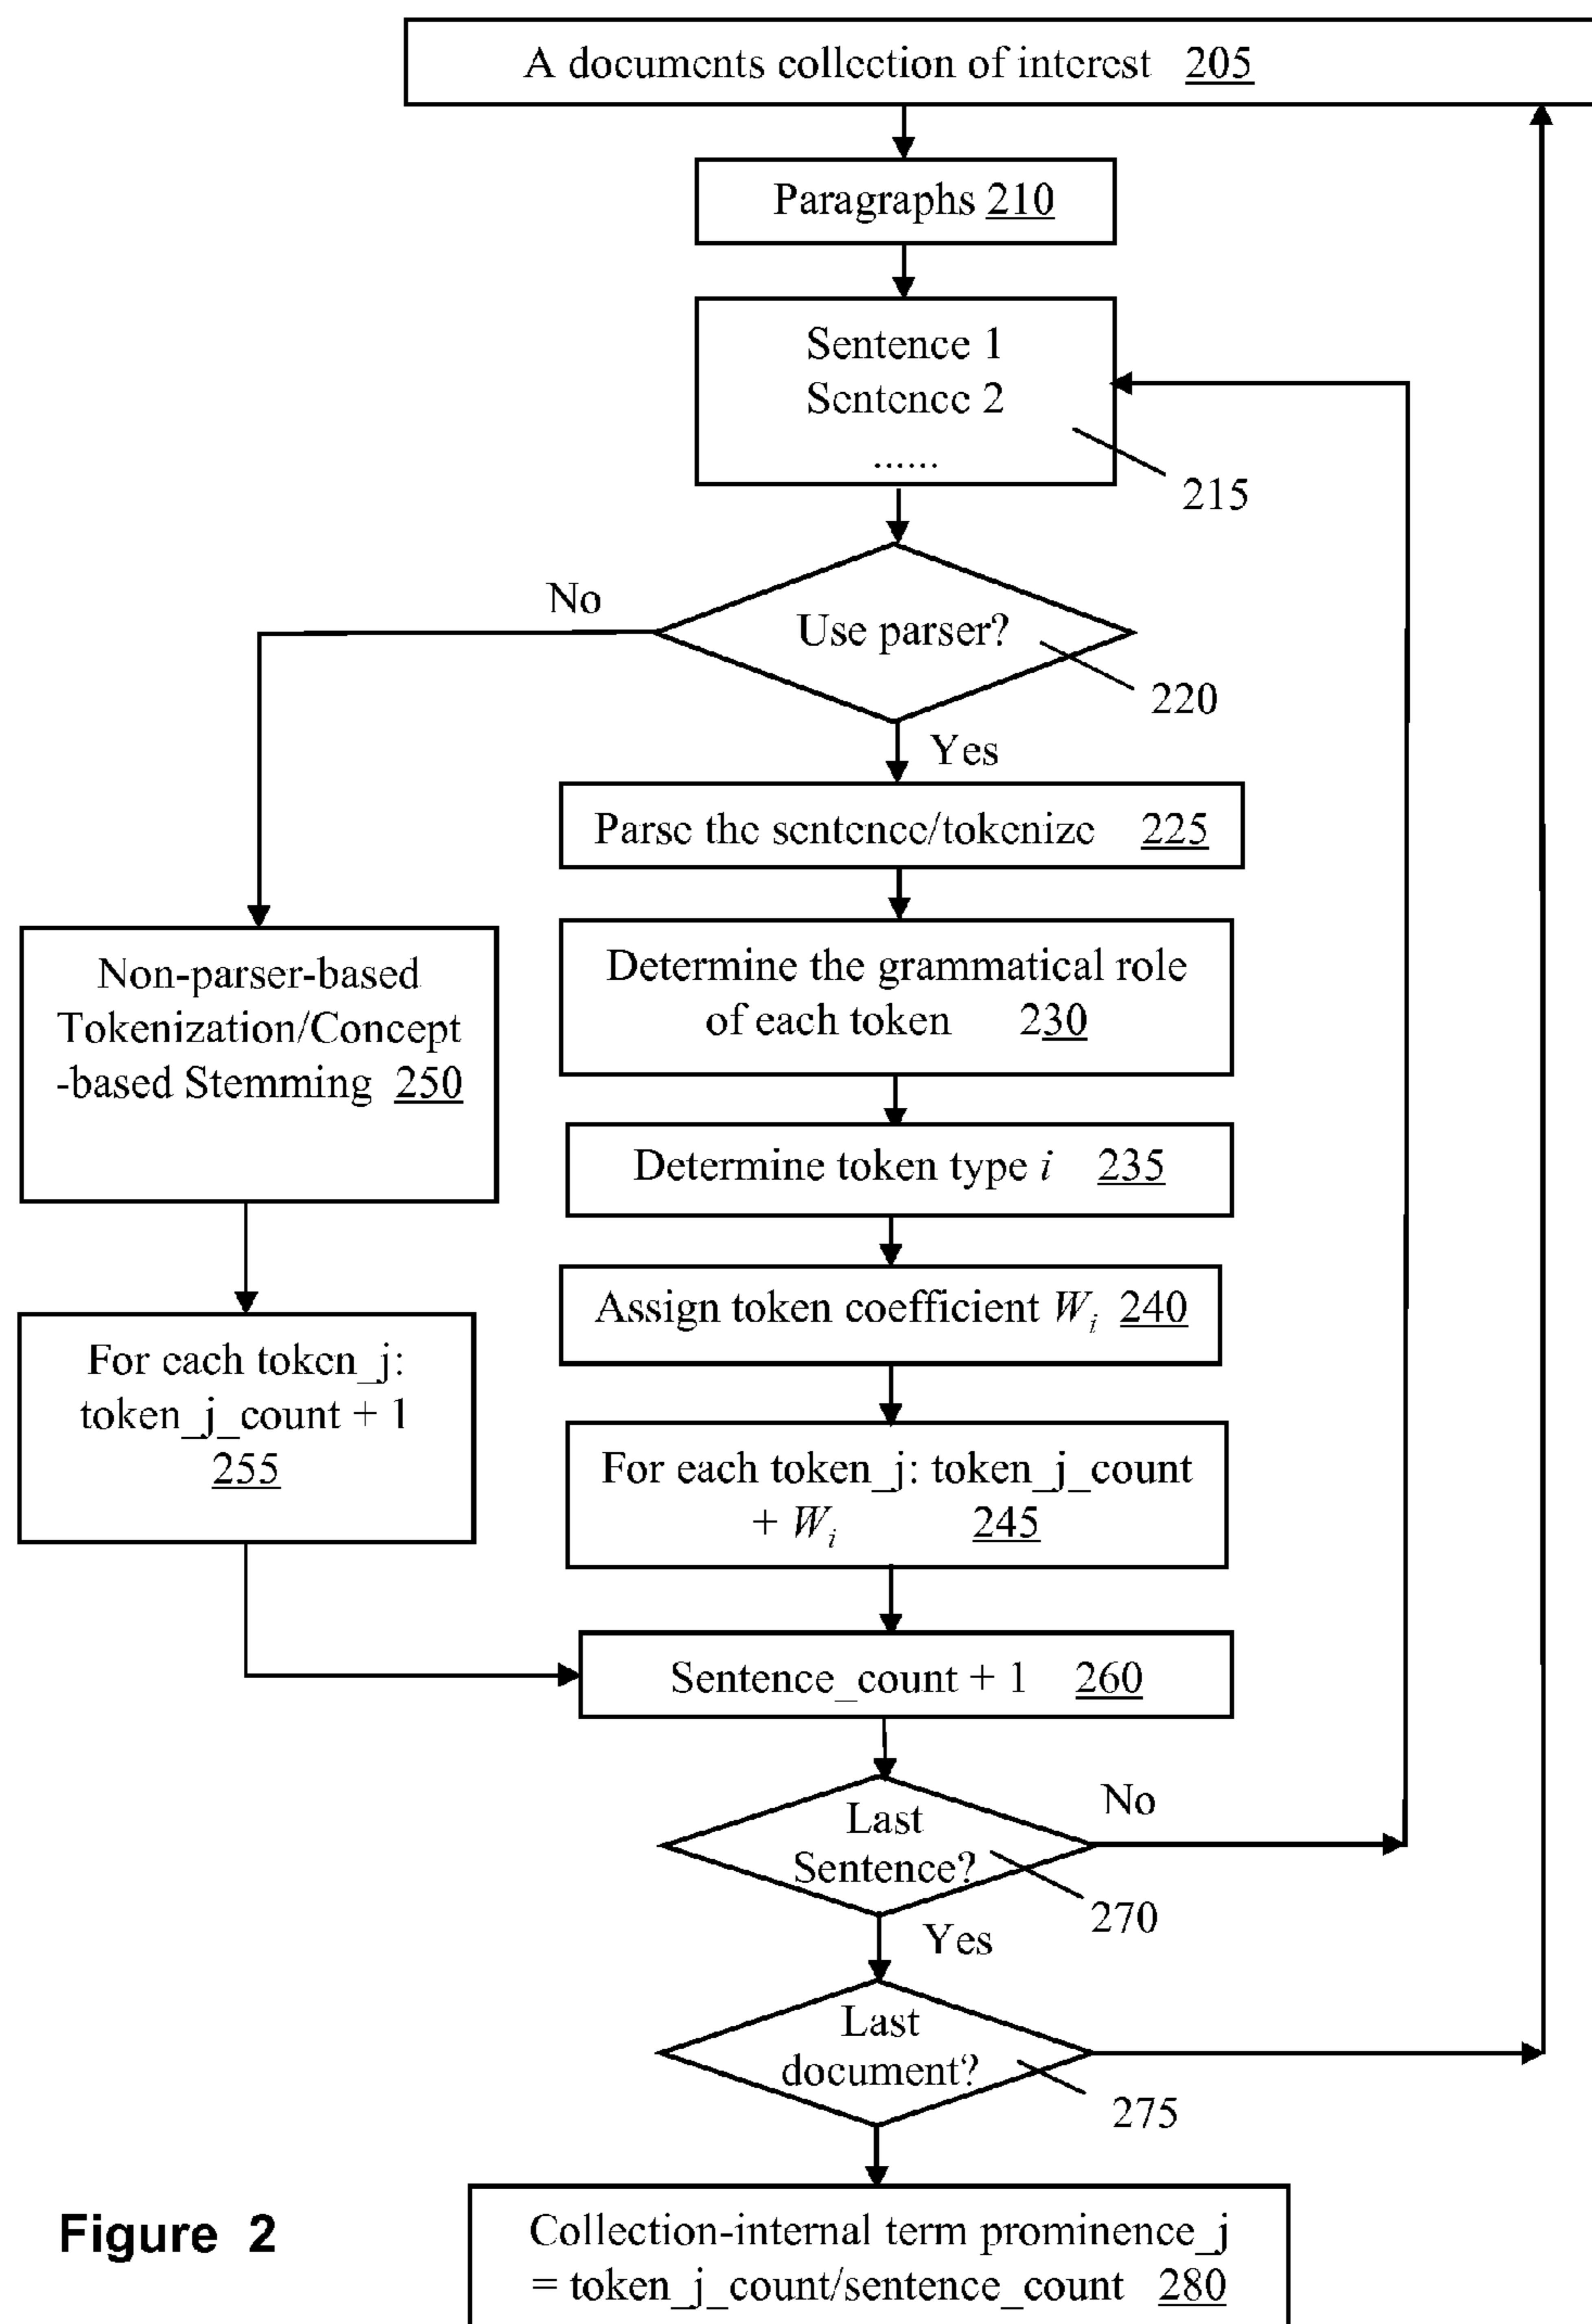 A documents collection of interest 205
Paragraphs 210
Sentence 1
Sentence 2
......
215
No
Use parser?
220
Yes
Parse the sentence/tokenize 225
Non-parser-based
Tokenization/Concept
-based Stemming 250
Determine the grammatical role
of each token 230
Determine token type i 235
Assign token coefficient Wi 240
For each token_j:
token_j_count + 1
255
For each token_j: token_j_count
+ Wi 245
Sentence_count + 1 260
Last
Sentence?
No
270
Yes
Last
document?
275
Collection-internal term prominence_j
= token_j_count/sentence_count 280
Figure 2